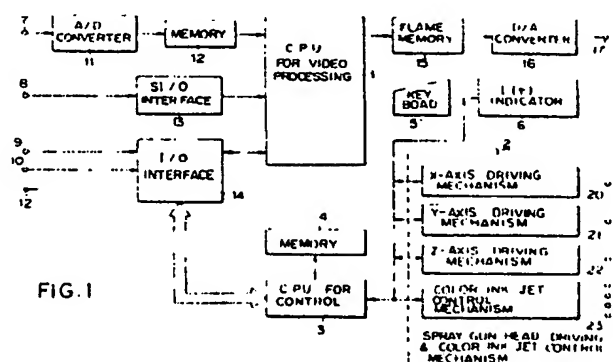 7
A/D
CONVERTER
11
MEMORY
12
C.P.U
FOR VIDEO
PROCESSING
1
FLAME
MEMORY
15
D/A
CONVERTER
16
17
8
SI/O
INTERFACE
13
KEY
BOAD
5
INDICATOR
6
9
10
12
I/O
INTERFACE
14
2
X-AXIS DRIVING
MECHANISM
20
Y-AXIS DRIVING
MECHANISM
21
Z-AXIS DRIVING
MECHANISM
22
4
MEMORY
FIG.1
CPU FOR
CONTROL
3
COLOR INK JET
CONTROL
MECHANISM
23
SPRAY GUN HEAD DRIVING
& COLOR INK JET CONTROL
MECHANISM